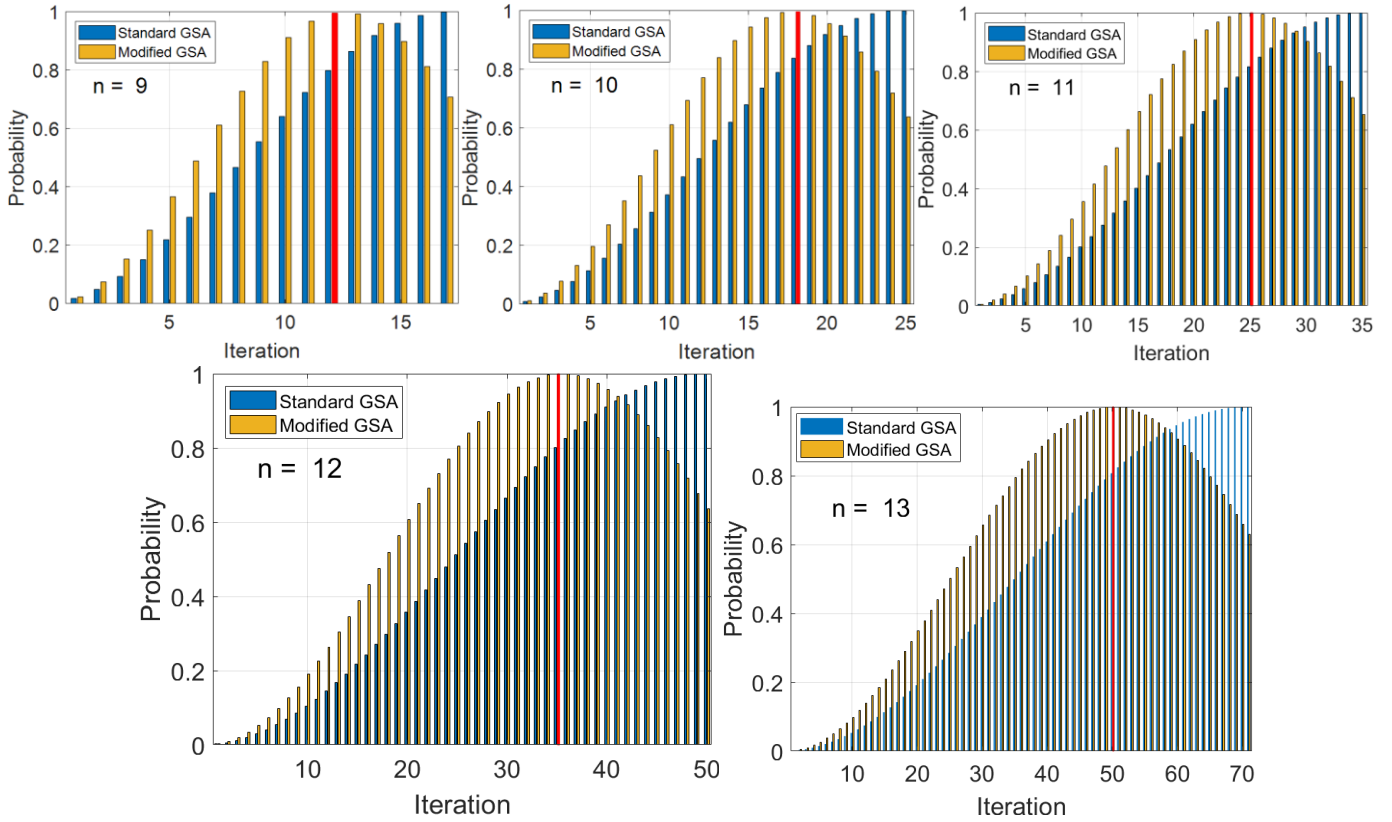 Standard GSA
Modified GSA
n = 9
Probability
0
0.2
0.4
0.6
0.8
1
5
10
15
Iteration
Standard GSA
Modified GSA
n = 10
Probability
0
0.2
0.4
0.6
0.8
1
5
10
15
20
25
Iteration
Standard GSA
Modified GSA
n = 11
Probability
0
0.2
0.4
0.6
0.8
1
5
10
15
20
25
30
35
Iteration
Standard GSA
Modified GSA
n = 12
Probability
0
0.2
0.4
0.6
0.8
1
10
20
30
40
50
Iteration
Standard GSA
Modified GSA
n = 13
Probability
0
0.2
0.4
0.6
0.8
1
10
20
30
40
50
60
70
Iteration